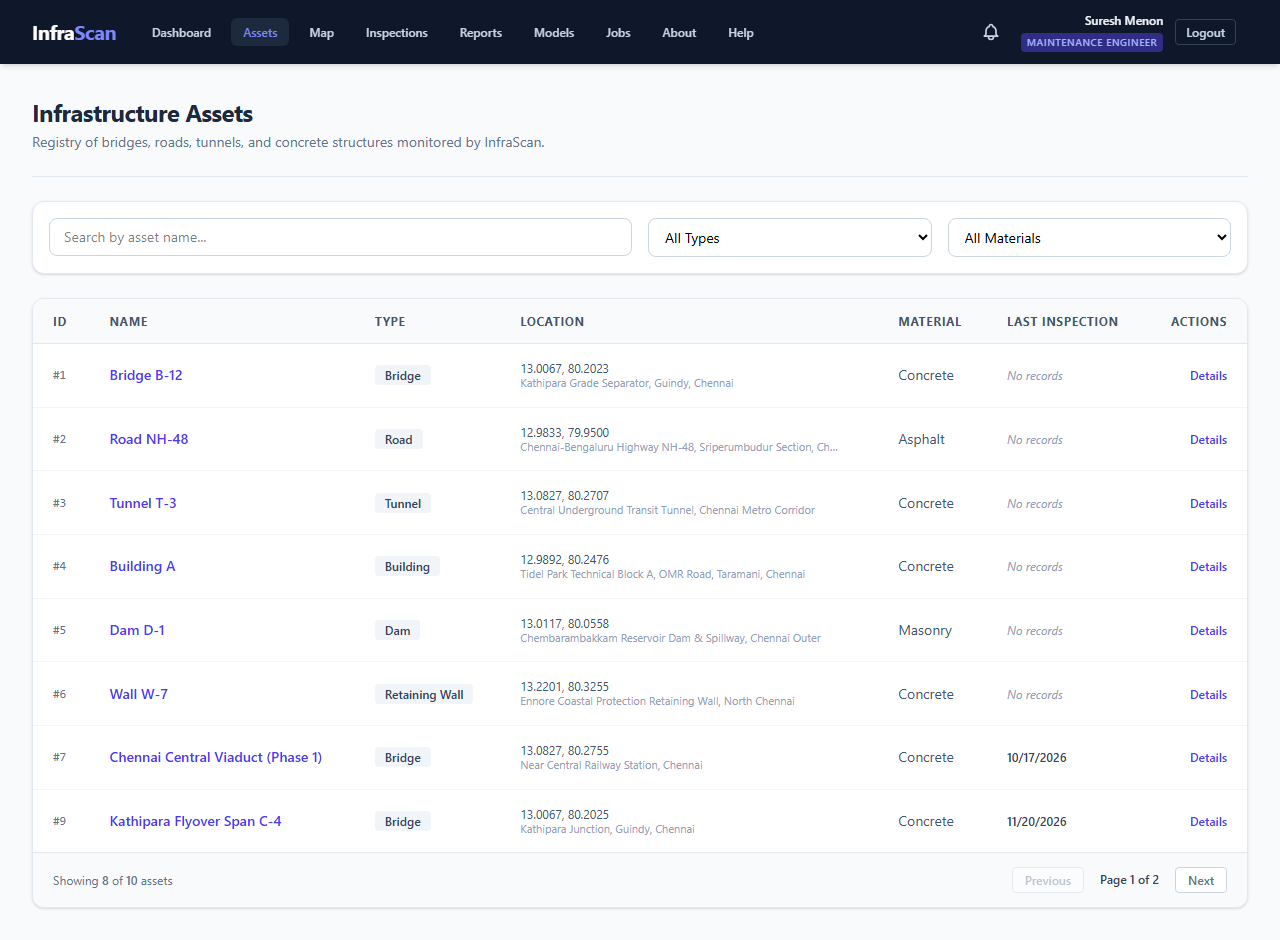 InfraScan
Dashboard
Assets
Map
Inspections
Reports
Models
Jobs
About
Help
Suresh Menon
MAINTENANCE ENGINEER
Logout
Infrastructure Assets
Registry of bridges, roads, tunnels, and concrete structures monitored by InfraScan.
Search by asset name...
All Types
All Materials
ID NAME TYPE LOCATION MATERIAL LAST INSPECTION ACTIONS
#1 Bridge B-12 Bridge 13.0067, 80.2023 Concrete No records Details
Kathipara Grade Separator, Guindy, Chennai
#2 Road NH-48 Road 12.9833, 79.9500 Asphalt No records Details
Chennai-Bengaluru Highway NH-48, Sriperumbudur Section, Ch...
#3 Tunnel T-3 Tunnel 13.0827, 80.2707 Concrete No records Details
Central Underground Transit Tunnel, Chennai Metro Corridor
#4 Building A Building 12.9892, 80.2476 Concrete No records Details
Tidel Park Technical Block A, OMR Road, Taramani, Chennai
#5 Dam D-1 Dam 13.0117, 80.0558 Masonry No records Details
Chembarambakkam Reservoir Dam & Spillway, Chennai Outer
#6 Wall W-7 Retaining Wall 13.2201, 80.3255 Concrete No records Details
Ennore Coastal Protection Retaining Wall, North Chennai
#7 Chennai Central Viaduct (Phase 1) Bridge 13.0827, 80.2755 Concrete 10/17/2026 Details
Near Central Railway Station, Chennai
#9 Kathipara Flyover Span C-4 Bridge 13.0067, 80.2025 Concrete 11/20/2026 Details
Kathipara Junction, Guindy, Chennai
Showing 8 of 10 assets
Previous
Page 1 of 2
Next